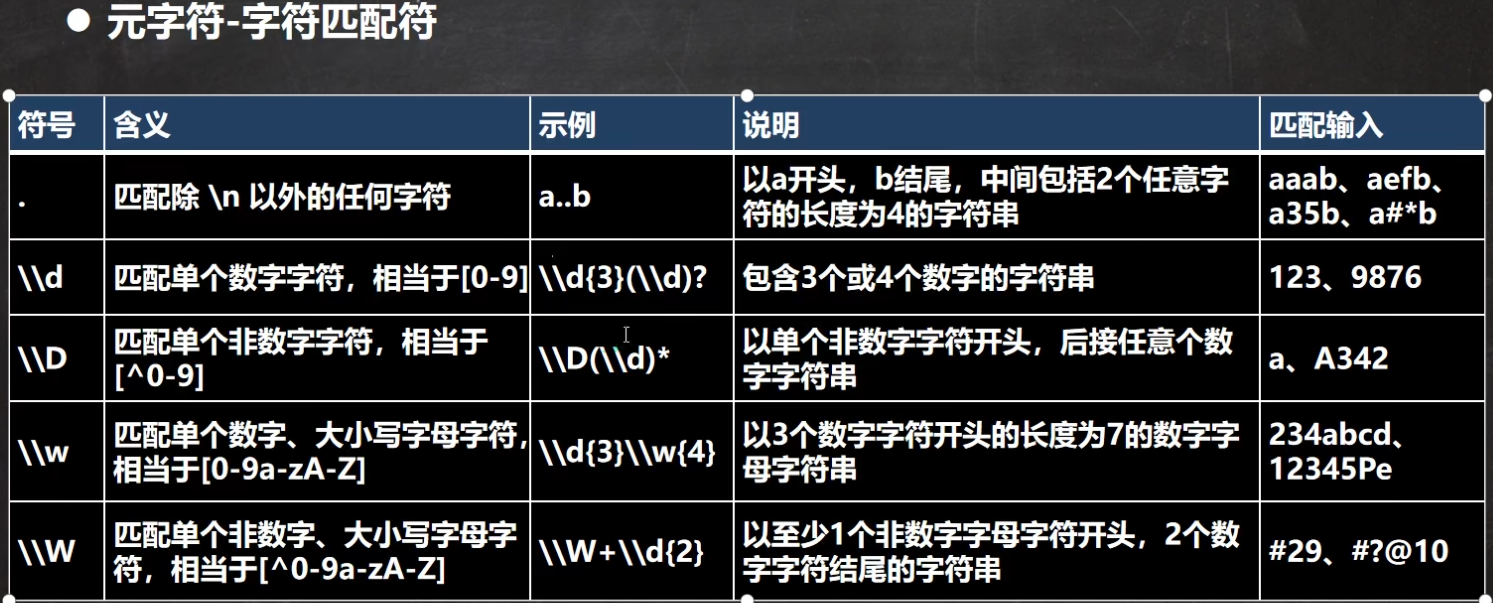 ● 元字符-字符匹配符
符号 含义 示例 说明 匹配输入
. 匹配除 \n 以外的任何字符 a..b 以a开头，b结尾，中间包括2个任意字
符的长度为4的字符串 aaab、aefb、
a35b、a#*b
\\d 匹配单个数字字符，相当于[0-9] \\d{3}(\\d)? 包含3个或4个数字的字符串 123、9876
\\D 匹配单个非数字字符，相当于
[^0-9] \\D(\\d)* 以单个非数字字符开头，后接任意个数
字字符串 a、A342
\\w 匹配单个数字、大小写字母字符，
相当于[0-9a-zA-Z] \\d{3}\\w{4} 以3个数字字符开头的长度为7的数字字
母字符串 234abcd、
12345Pe
\\W 匹配单个非数字、大小写字母字
符，相当于[^0-9a-zA-Z] \\W+\\d{2} 以至少1个非数字字母字符开头，2个数
字字符结尾的字符串 #29、#?@10